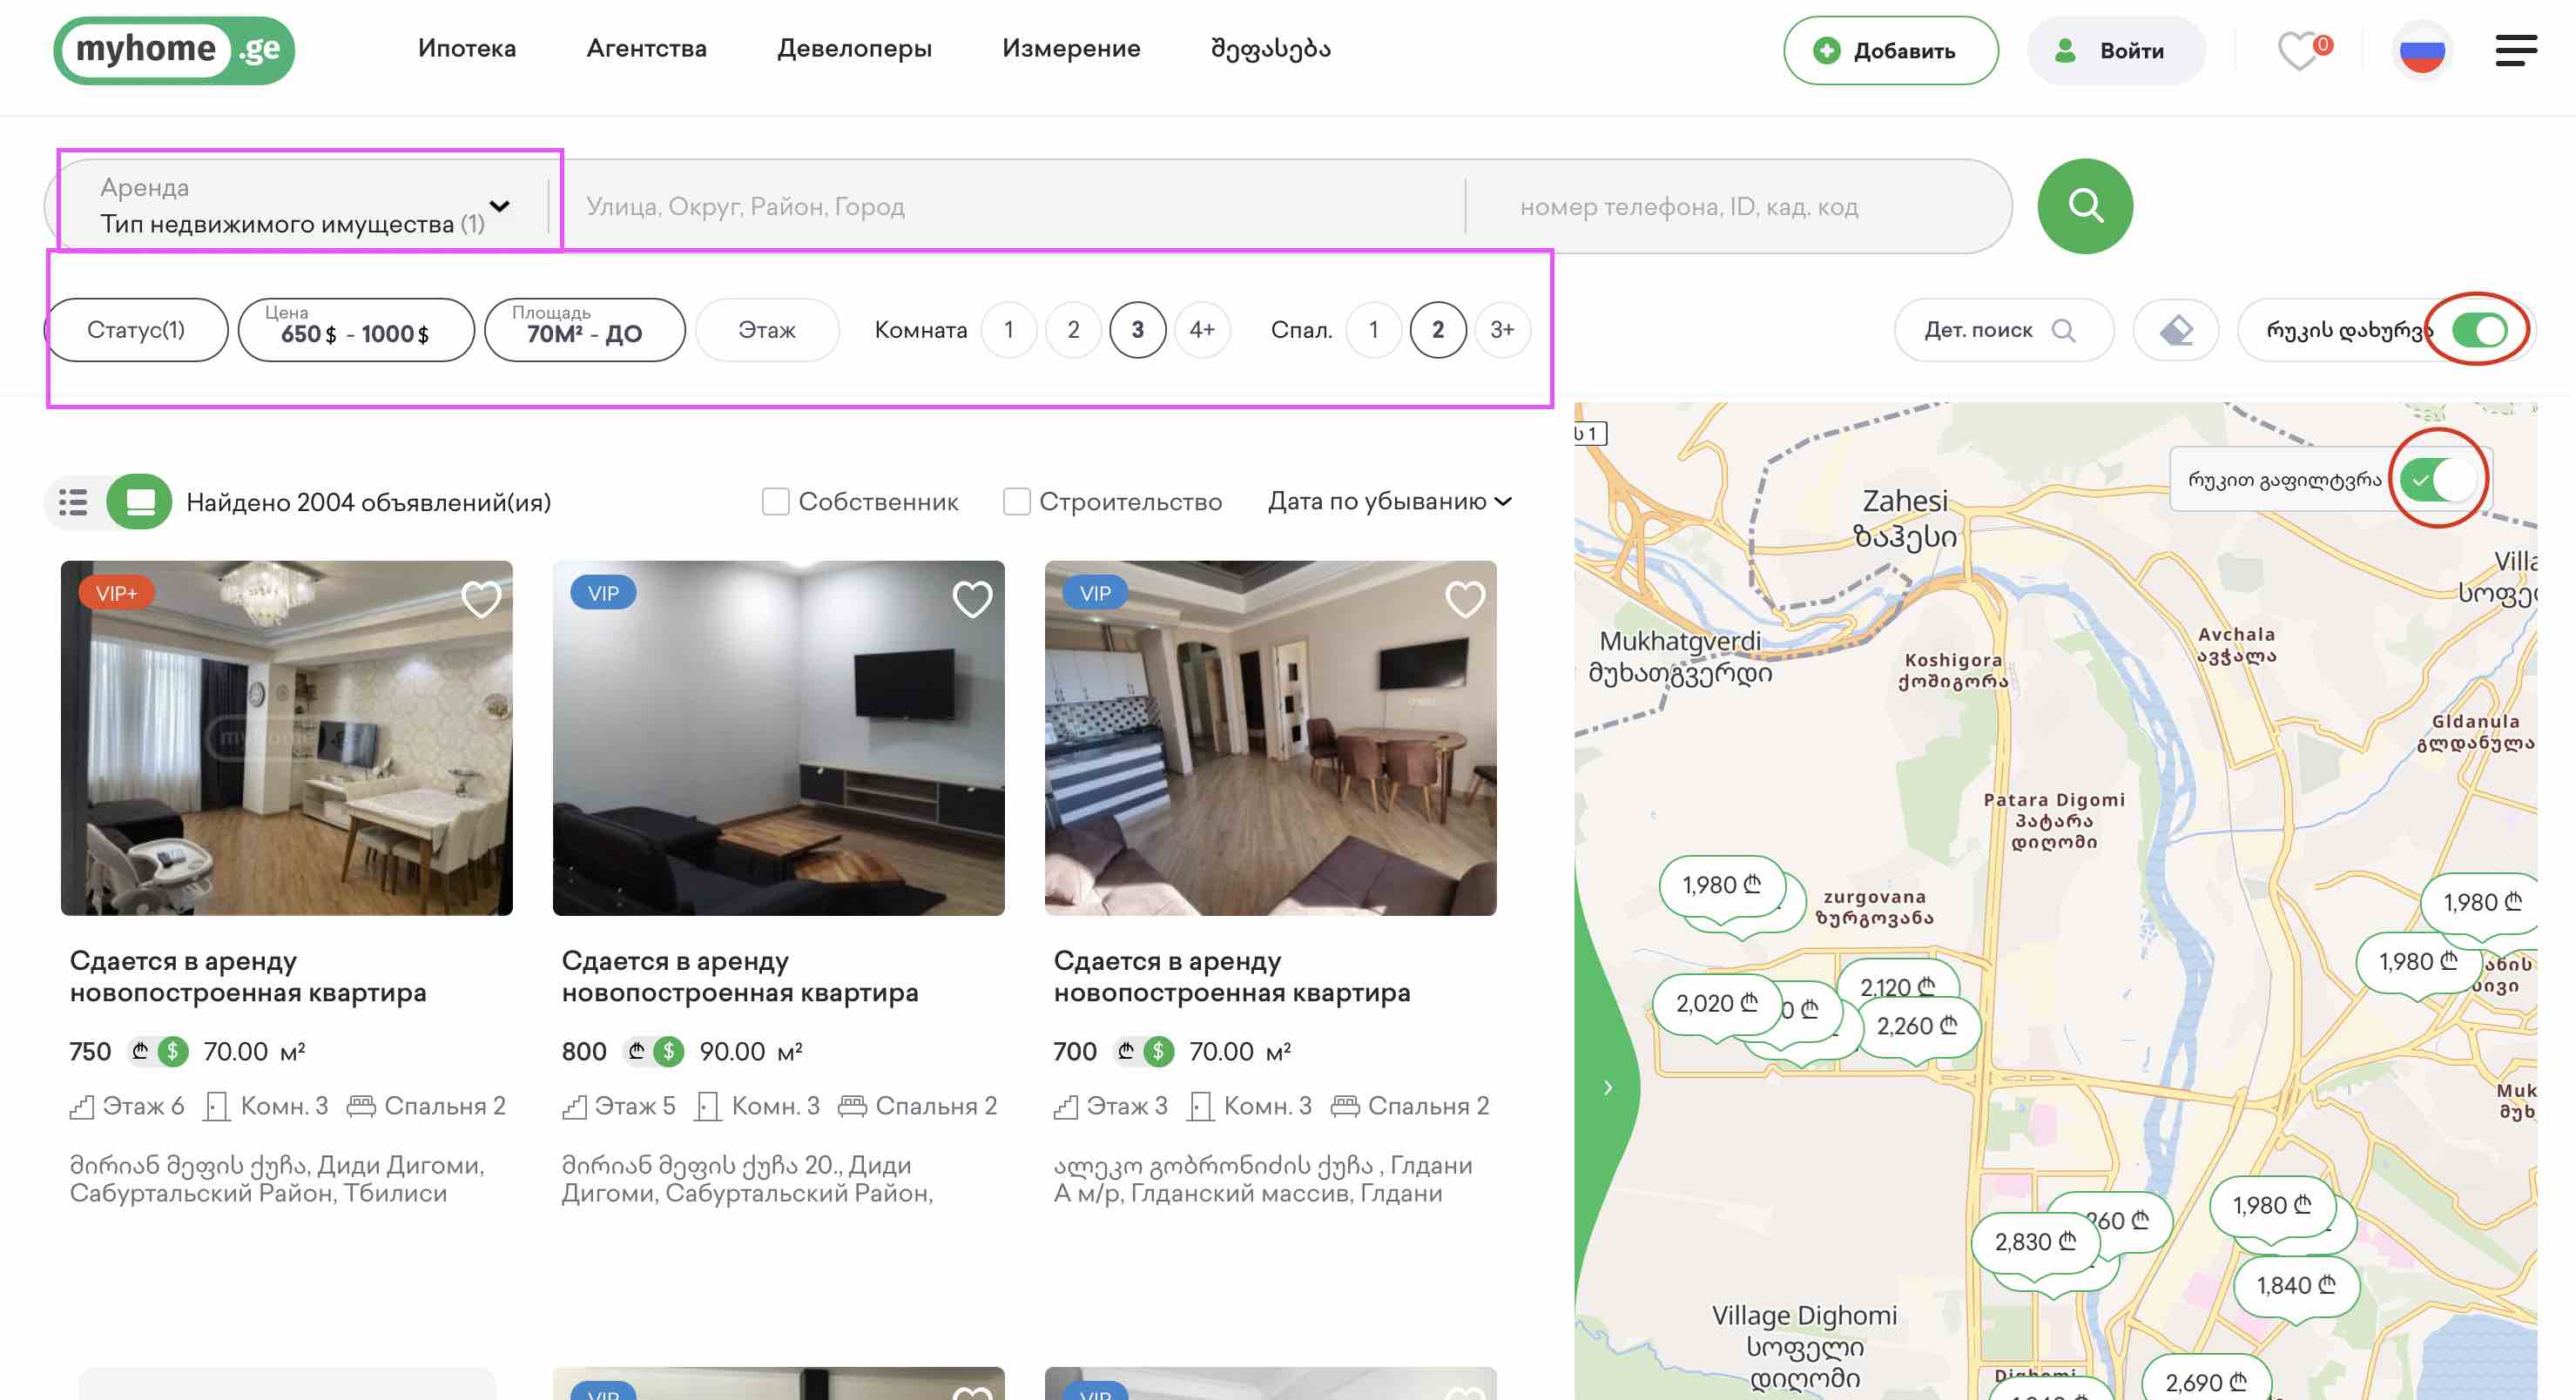 myhome.ge
Ипотека
Агентства
Девелоперы
Измерение
შეფასება
Добавить
Войти
0
Аренда
Тип недвижимого имущества (1)
Улица, Округ, Район, Город
номер телефона, ID, кад. код
Статус(1)
Цена
650 $ - 1000 $
Площадь
70М² - ДО
Этаж
Комната 1 2 3 4+
Спал. 1 2 3+
Дет. поиск
რუკის დახურვა
Найдено 2004 объявлений(ия)
Собственник
Строительство
Дата по убыванию
VIP+
Сдается в аренду
новопостроенная квартира
750 ₾ $ 70.00 м²
Этаж 6 Комн. 3 Спальня 2
მირიან მეფის ქუჩა, Диди Дигоми,
Сабуртальский Район, Тбилиси
VIP
Сдается в аренду
новопостроенная квартира
800 ₾ $ 90.00 м²
Этаж 5 Комн. 3 Спальня 2
მირიან მეფის ქუჩა 20., Диди
Дигоми, Сабуртальский Район,
VIP
Сдается в аренду
новопостроенная квартира
700 ₾ $ 70.00 м²
Этаж 3 Комн. 3 Спальня 2
ალეკო გობრონიძის ქუჩა , Глдани
А м/р, Глданский массив, Глдани
VIP
VIP
ს 1
რუკით გაფილტვრა
Zahesi
ზაჰესი
Villa
სოფელ
Mukhatgverdi
მუხათგვერდი
Koshigora
ქოშიგორა
Avchala
ავჭალა
Gldanula
გლდანულა
Patara Digomi
პატარა
დიღომი
1,980 ₾
zurgovana
ზურგოვანა
1,980 ₾
1,980 ₾
2,120 ₾
2,020 ₾
0 ₾
2,260 ₾
Muk
მუხ
1,980 ₾
260 ₾
2,830 ₾
1,840 ₾
Village Dighomi
სოფელი
დიღომი
2,690 ₾